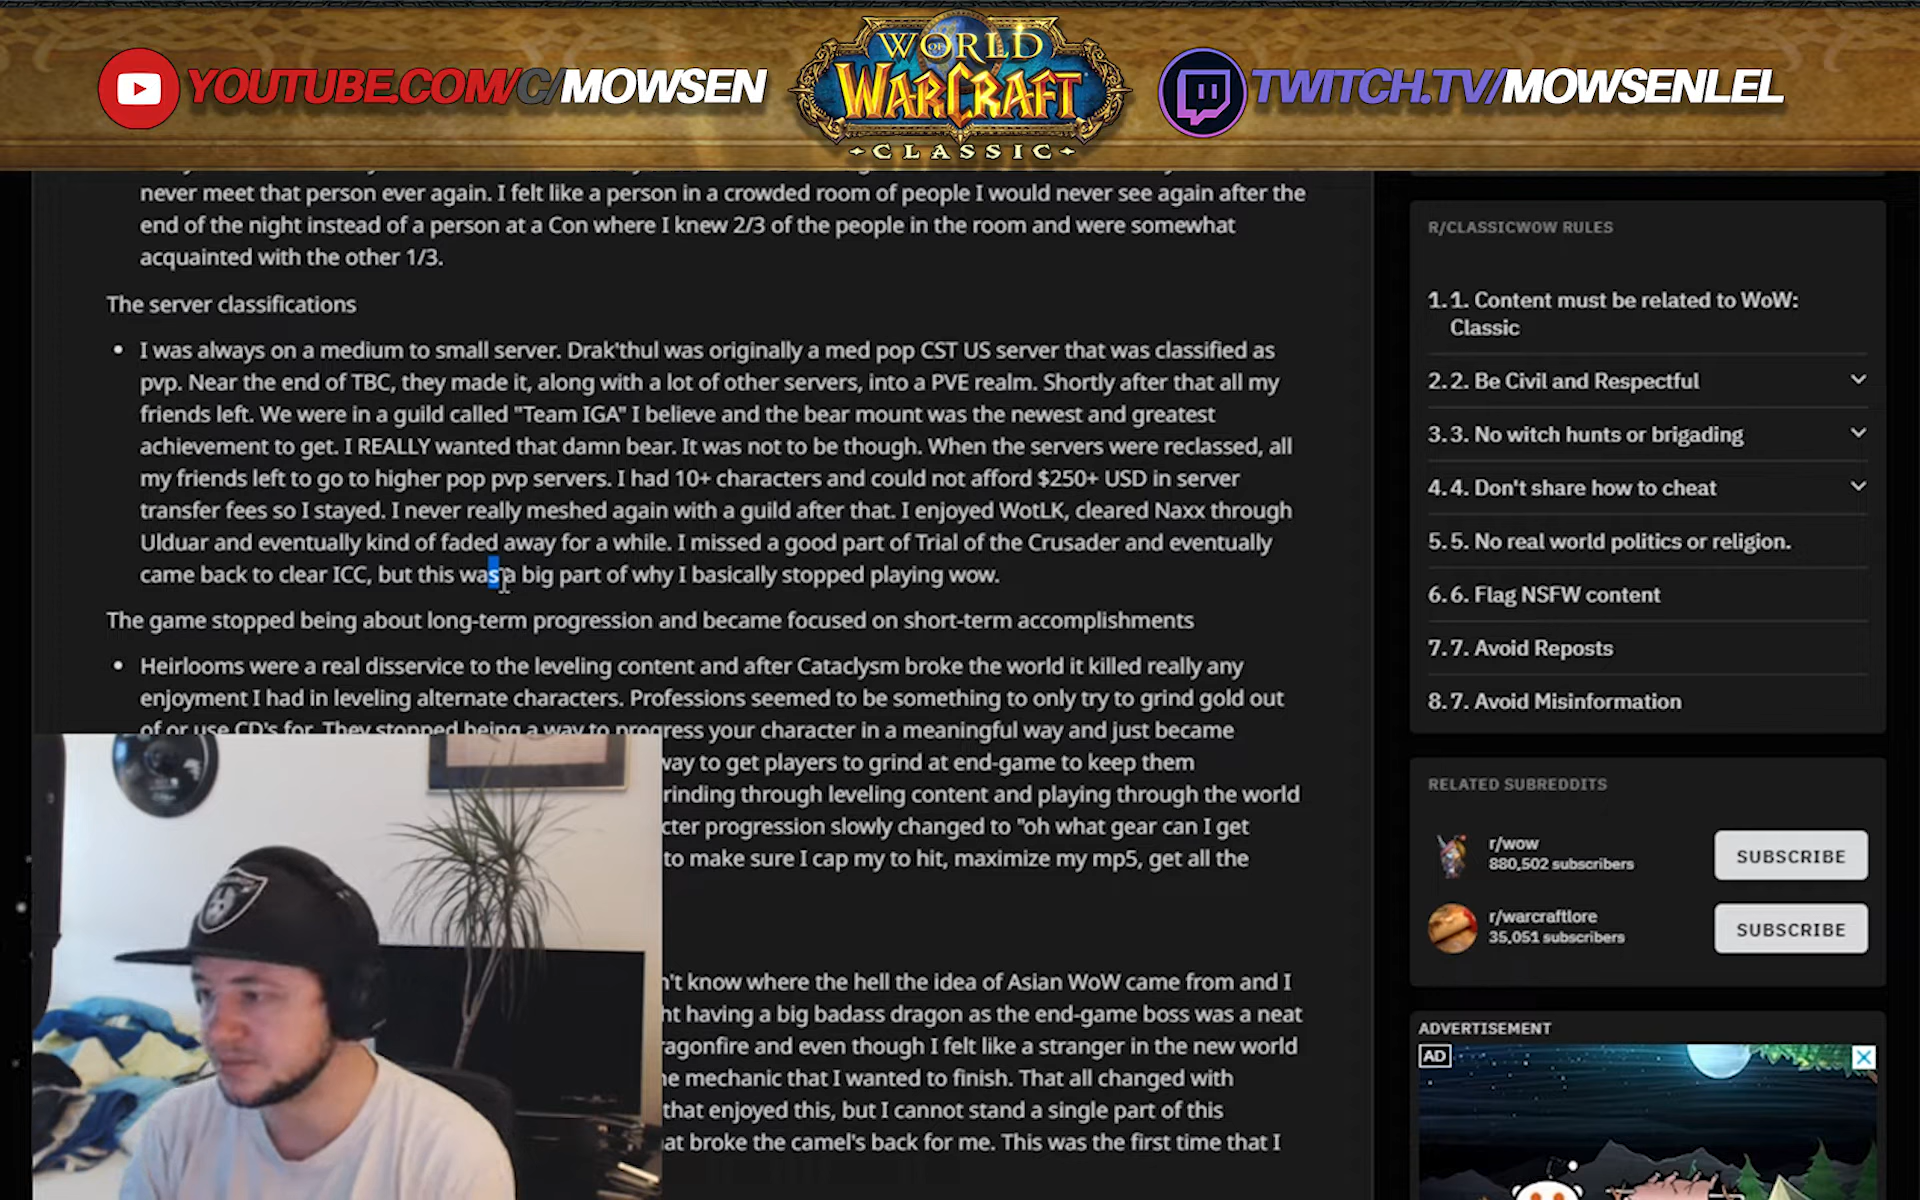 YOUTUBE.COM/C/MOWSEN
WORLD OF WARCRAFT
CLASSIC
TWITCH.TV/MOWSENLEL
never meet that person ever again. I felt like a person in a crowded room of people I would never see again after the
end of the night instead of a person at a Con where I knew 2/3 of the people in the room and were somewhat
acquainted with the other 1/3.
The server classifications
• I was always on a medium to small server. Drak'thul was originally a med pop CST US server that was classified as
pvp. Near the end of TBC, they made it, along with a lot of other servers, into a PVE realm. Shortly after that all my
friends left. We were in a guild called "Team IGA" I believe and the bear mount was the newest and greatest
achievement to get. I REALLY wanted that damn bear. It was not to be though. When the servers were reclassed, all
my friends left to go to higher pop pvp servers. I had 10+ characters and could not afford $250+ USD in server
transfer fees so I stayed. I never really meshed again with a guild after that. I enjoyed WotLK, cleared Naxx through
Ulduar and eventually kind of faded away for a while. I missed a good part of Trial of the Crusader and eventually
came back to clear ICC, but this was a big part of why I basically stopped playing wow.
The game stopped being about long-term progression and became focused on short-term accomplishments
• Heirlooms were a real disservice to the leveling content and after Cataclysm broke the world it killed really any
enjoyment I had in leveling alternate characters. Professions seemed to be something to only try to grind gold out
of or use CD's for. They stopped being a way to progress your character in a meaningful way and just became
way to get players to grind at end-game to keep them
rinding through leveling content and playing through the world
cter progression slowly changed to "oh what gear can I get
to make sure I cap my to hit, maximize my mp5, get all the
n't know where the hell the idea of Asian WoW came from and I
ht having a big badass dragon as the end-game boss was a neat
ragonfire and even though I felt like a stranger in the new world
e mechanic that I wanted to finish. That all changed with
that enjoyed this, but I cannot stand a single part of this
at broke the camel's back for me. This was the first time that I
R/CLASSICWOW RULES
1. 1. Content must be related to WoW:
Classic
2. 2. Be Civil and Respectful
3. 3. No witch hunts or brigading
4. 4. Don't share how to cheat
5. 5. No real world politics or religion.
6. 6. Flag NSFW content
7. 7. Avoid Reposts
8. 7. Avoid Misinformation
RELATED SUBREDDITS
r/wow
880,502 subscribers
SUBSCRIBE
r/warcraftlore
35,051 subscribers
SUBSCRIBE
ADVERTISEMENT
AD